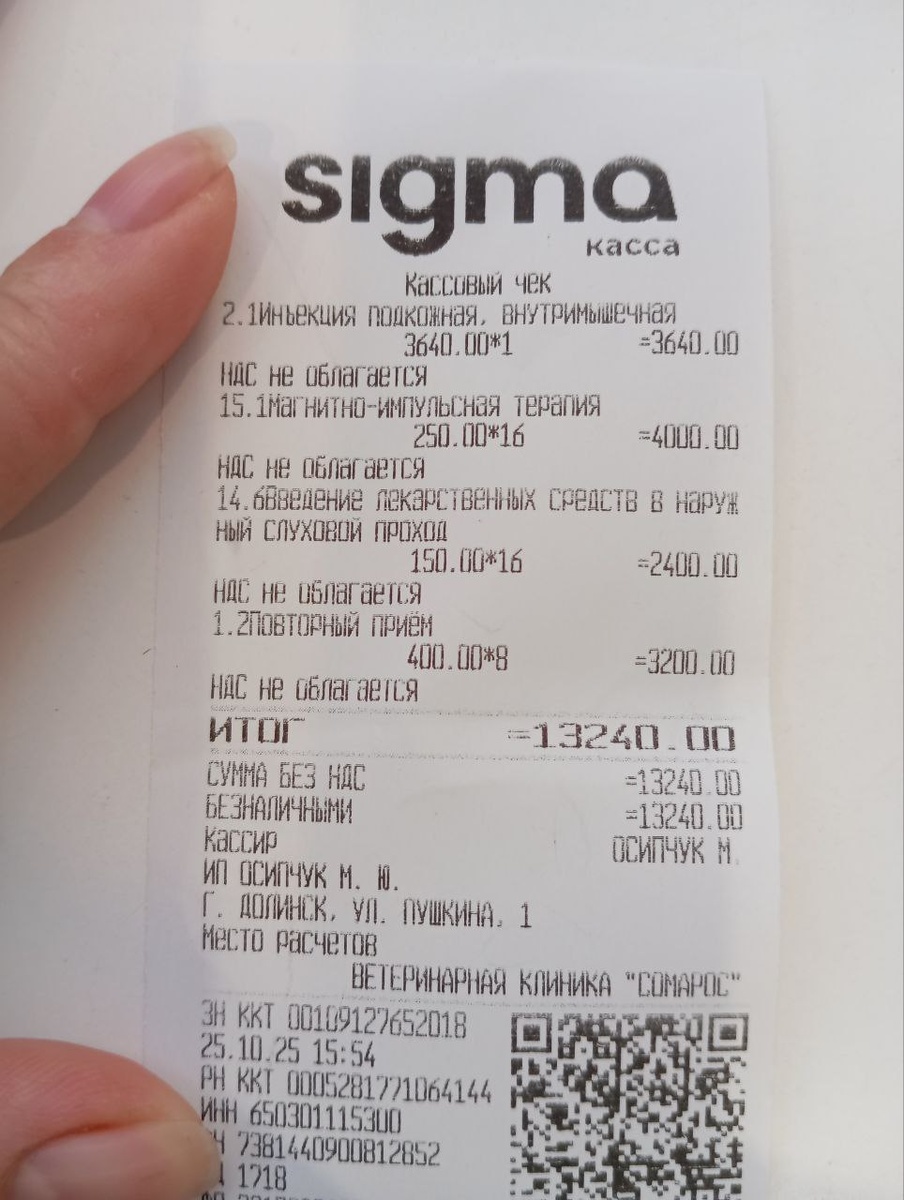 sigma
касса
Кассовый чек
2.1Инъекция подкожная, внутримышечная
3640.00*1 =3640.00
НДС не облагается
15.1Магнитно-импульсная терапия
250.00*16 =4000.00
НДС не облагается
14.6Введение лекарственных средств в наруж
ный слуховой проход
150.00*16 =2400.00
НДС не облагается
1.2Повторный приём
400.00*8 =3200.00
НДС не облагается
ИТОГ =13240.00
СУММА БЕЗ НДС =13240.00
БЕЗНАЛИЧНЫМИ =13240.00
Кассир ОСИПЧУК М.
ИП ОСИПЧУК М. Ю.
Г. ДОЛИНСК, УЛ. ПУШКИНА, 1
Место расчетов
ВЕТЕРИНАРНАЯ КЛИНИКА "СОМАРОС"
ЗН ККТ 00109127652018
25.10.25 15:54
РН ККТ 0005281771064144
ИНН 650301115300
7381440900812852
1718